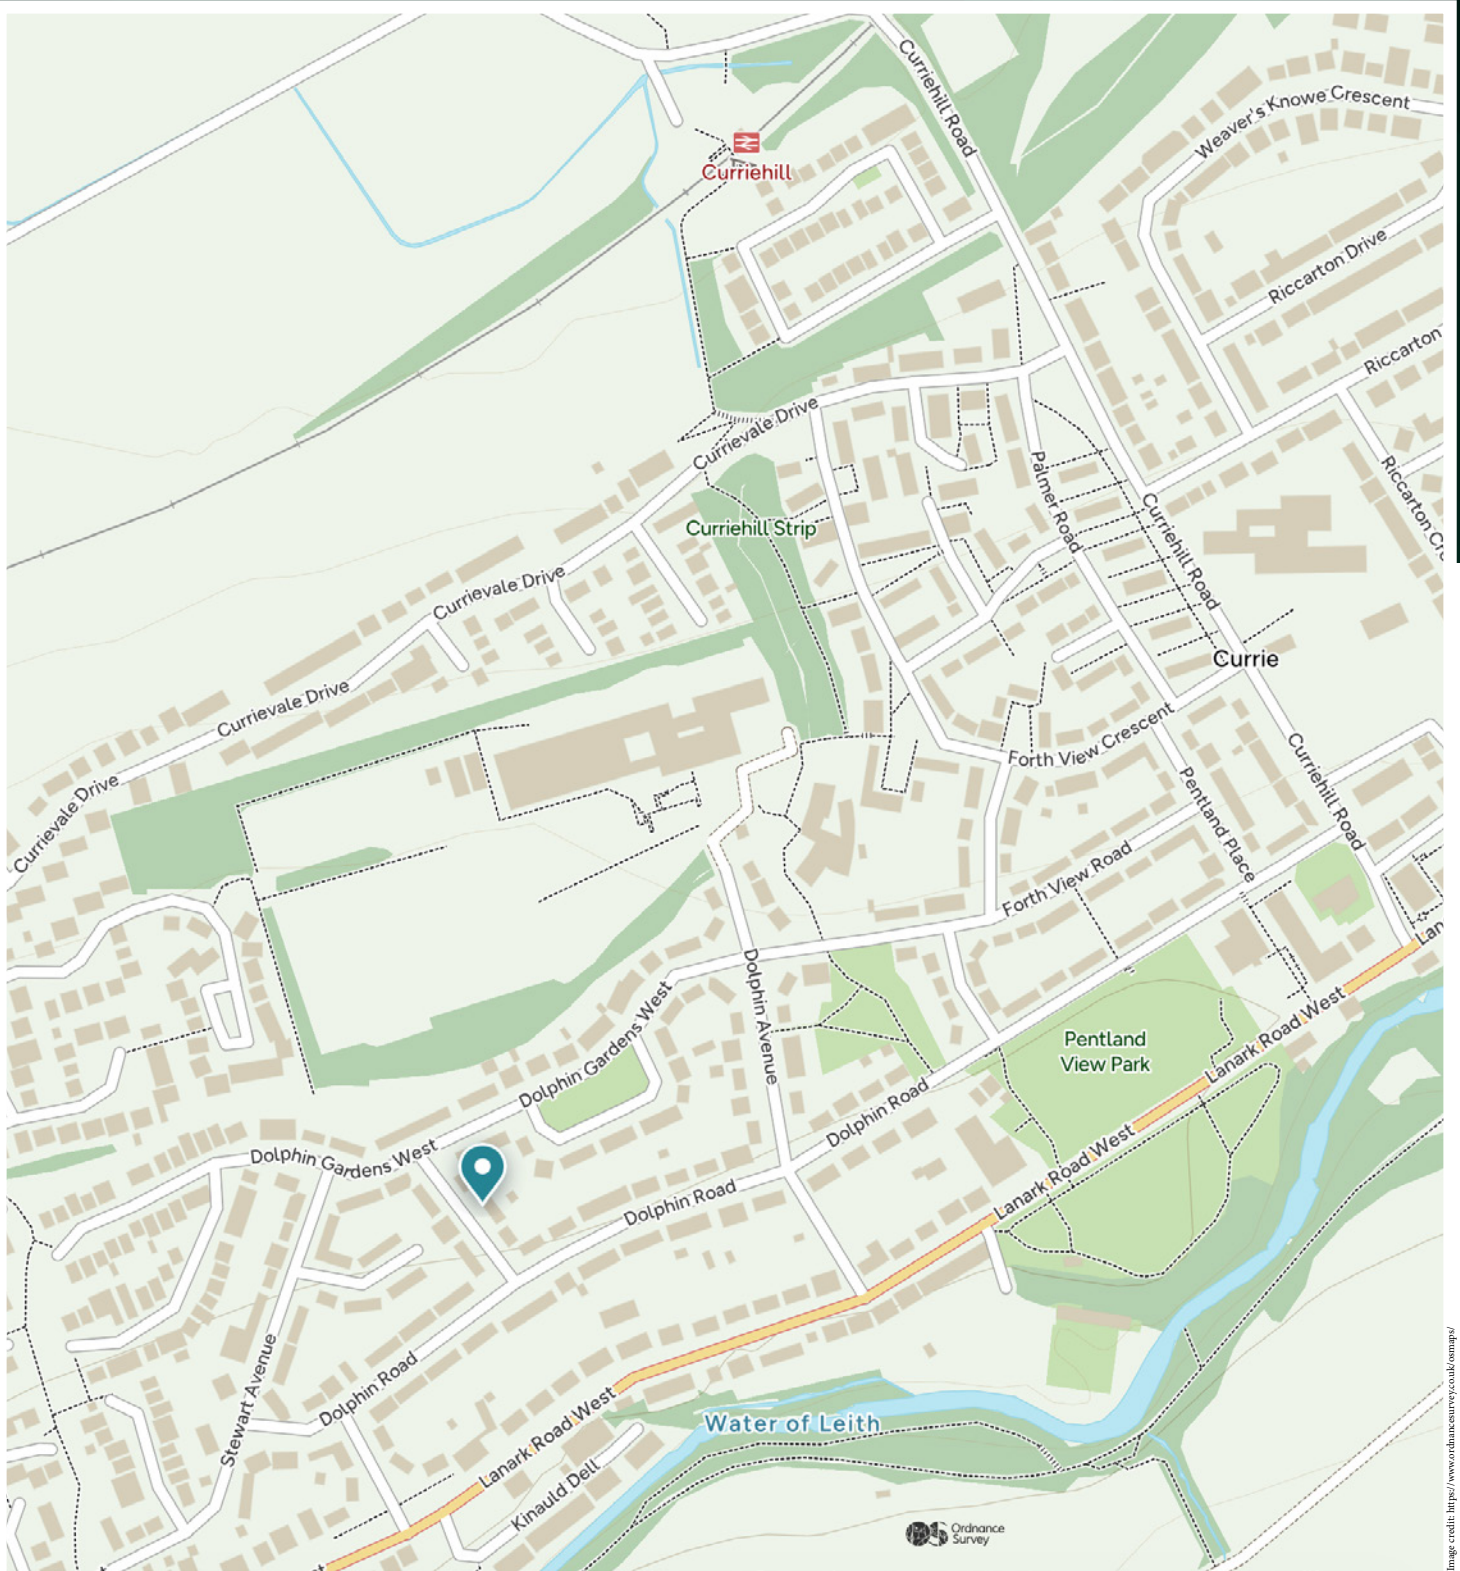 Curriehill Road
Weaver's Knowe Crescent
Curriehill
Riccarton Drive
Riccarton
Currievale Drive
Palmer Road
Riccarton Cre
Curriehill Strip
Curriehill Road
Currievale Drive
Currie
Currievale Drive
Forth View Crescent
Curriehill Road
Currievale Drive
Pentland Place
Forth View Road
Lan
Dolphin Avenue
Dolphin Gardens West
Lanark Road West
Pentland
View Park
Dolphin Road
Lanark Road West
Dolphin Gardens West
Dolphin Road
Stewart Avenue
Dolphin Road
Lanark Road West
Water of Leith
Kinauld Dell
OS Ordnance
Survey
Image credit: https://www.ordnancesurvey.co.uk/osmaps/